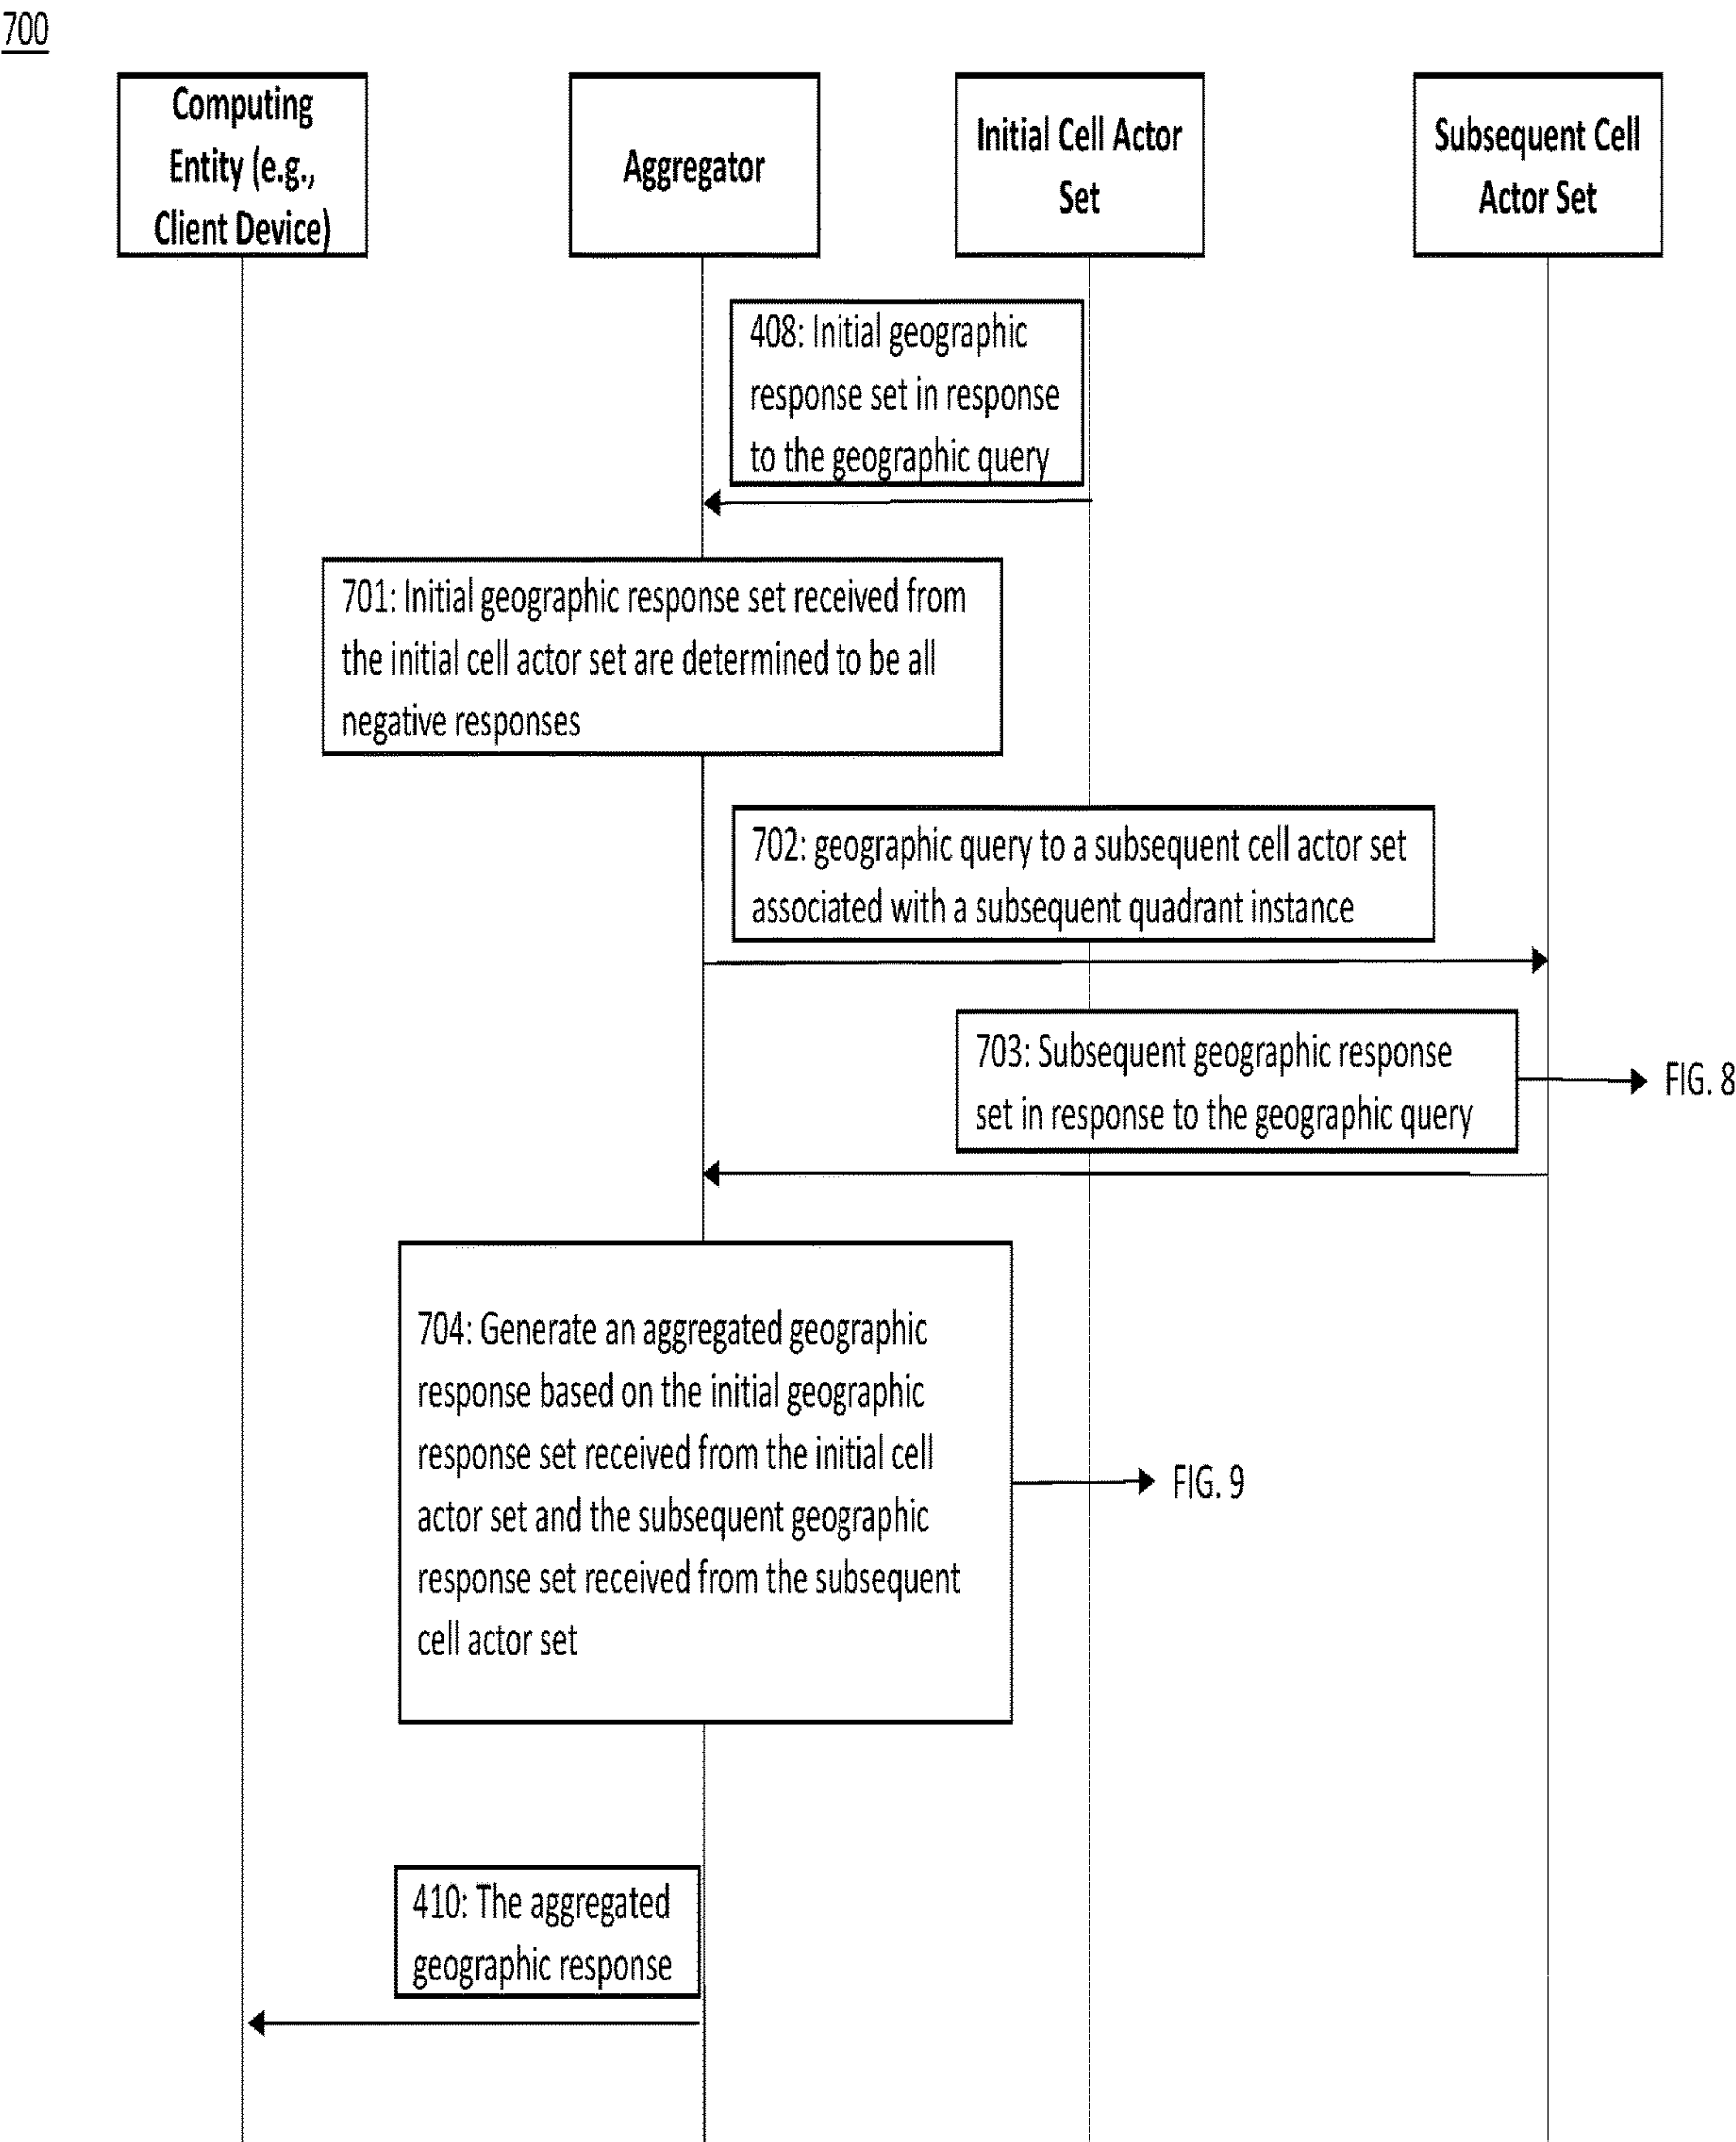 700
Computing
Entity (e.g.,
Client Device)
Aggregator
Initial Cell Actor
Set
Subsequent Cell
Actor Set
408: Initial geographic
response set in response
to the geographic query
701: Initial geographic response set received from
the initial cell actor set are determined to be all
negative responses
702: geographic query to a subsequent cell actor set
associated with a subsequent quadrant instance
703: Subsequent geographic response
set in response to the geographic query
FIG. 8
704: Generate an aggregated geographic
response based on the initial geographic
response set received from the initial cell
actor set and the subsequent geographic
response set received from the subsequent
cell actor set
FIG. 9
410: The aggregated
geographic response